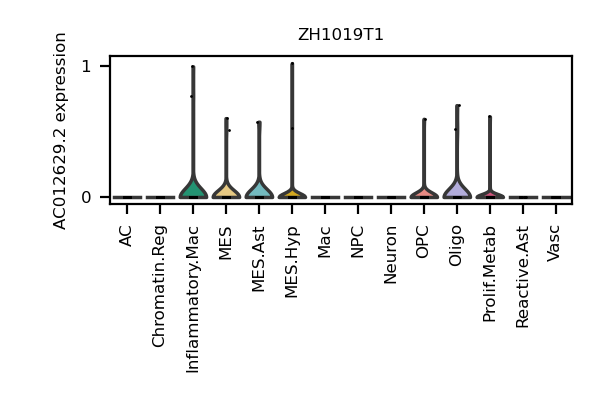 ZH1019T1
AC012629.2 expression
1
0
AC
Chromatin.Reg
Inflammatory.Mac
MES
MES.Ast
MES.Hyp
Mac
NPC
Neuron
OPC
Oligo
Prolif.Metab
Reactive.Ast
Vasc